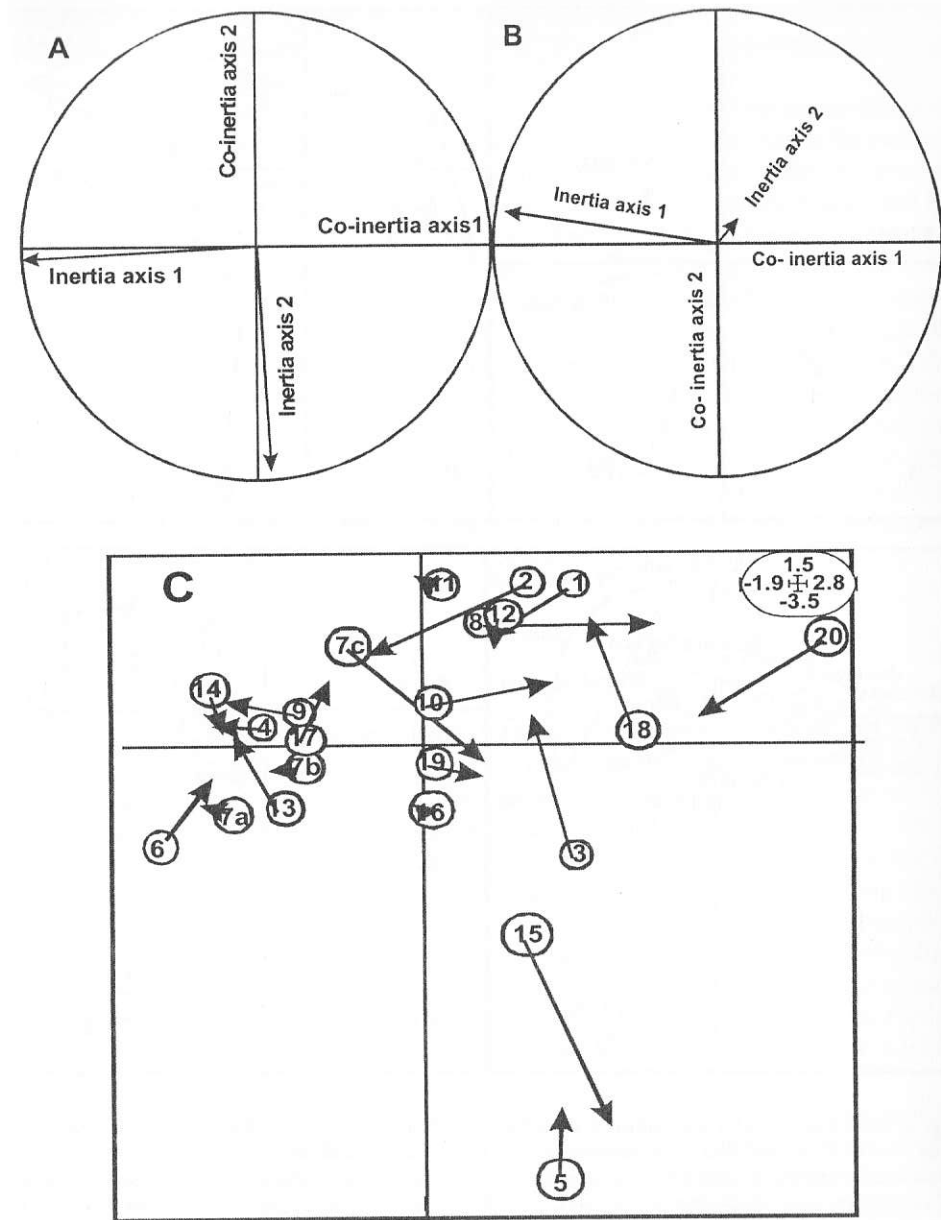 A
Co-inertia axis 2
Co-inertia axis1
Inertia axis 1
Inertia axis 2
B
Inertia axis 2
Inertia axis 1
Co- inertia axis 1
Co- inertia axis 2
C
1.5
-1.9 2.8
-3.5
11
2
1
8
12
20
7c
14
9
10
18
4
17
19
7b
16
7a
13
6
3
15
5